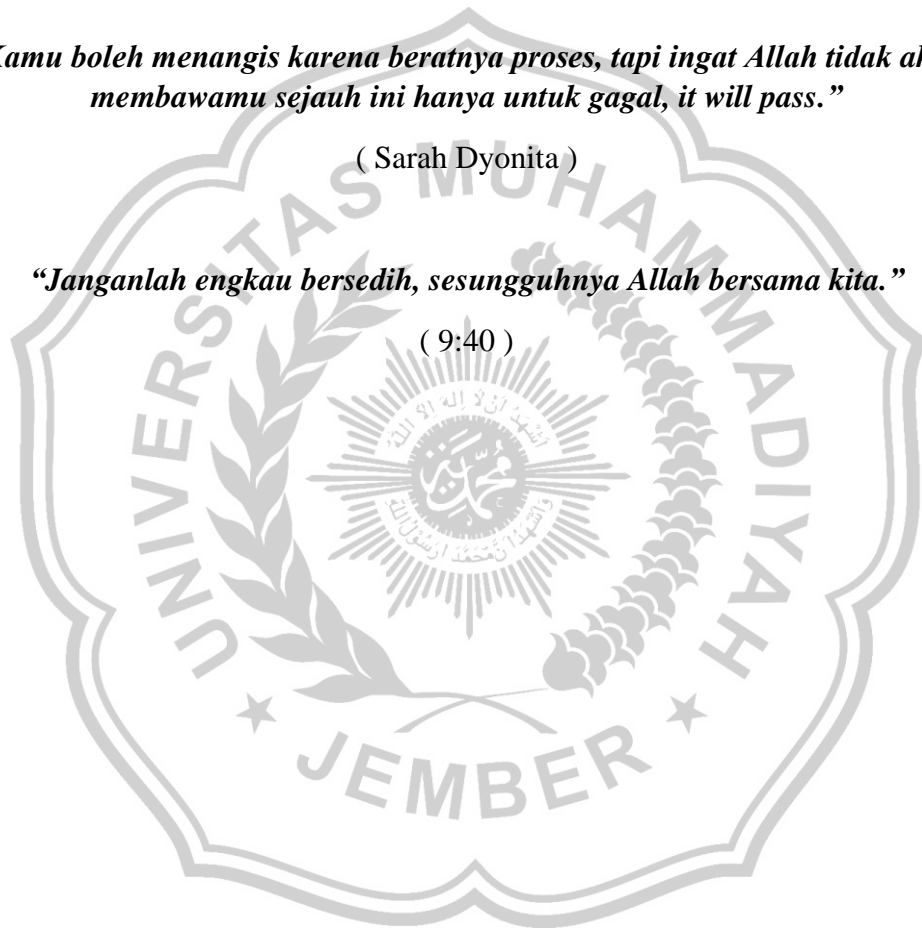 Kamu boleh menangis karena beratnya proses, tapi ingat Allah tidak
membawamu sejauh ini hanya untuk gagal, it will pass.”
( Sarah Dyonita )
“Janganlah engkau bersedih, sesungguhnya Allah bersama kita.”
( 9:40 )
UNIVERSITAS MUHAMMADIYAH
JEMBER